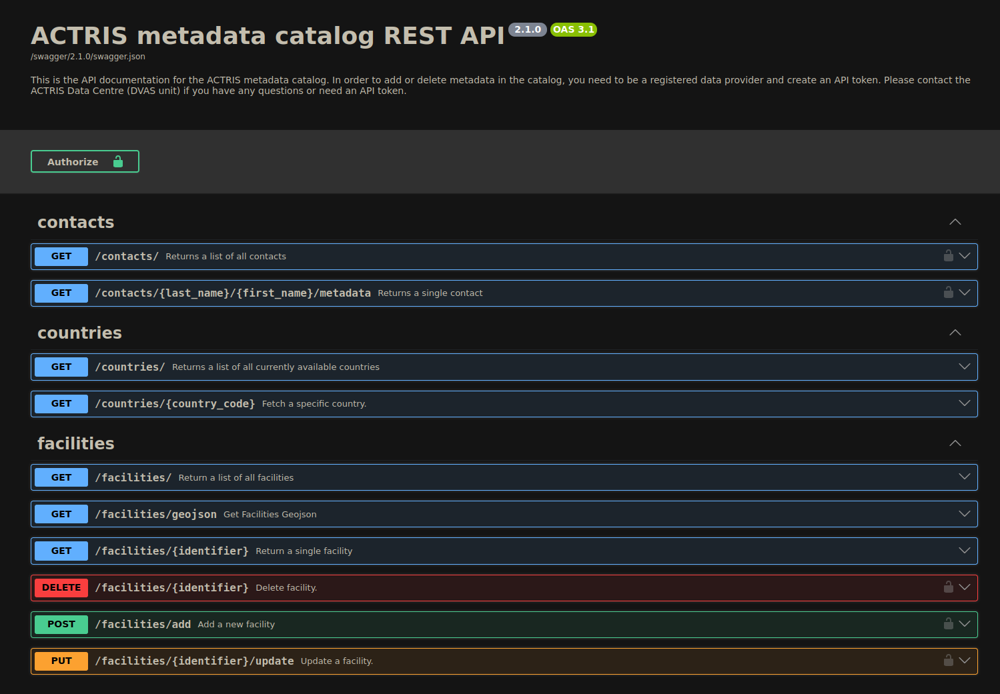 ACTRIS metadata catalog REST API 2.1.0 OAS 3.1
/swagger/2.1.0/swagger.json
This is the API documentation for the ACTRIS metadata catalog. In order to add or delete metadata in the catalog, you need to be a registered data provider and create an API token. Please contact the
ACTRIS Data Centre (DVAS unit) if you have any questions or need an API token.
Authorize
contacts
GET /contacts/ Returns a list of all contacts
GET /contacts/{last_name}/{first_name}/metadata Returns a single contact
countries
GET /countries/ Returns a list of all currently available countries
GET /countries/{country_code} Fetch a specific country.
facilities
GET /facilities/ Return a list of all facilities
GET /facilities/geojson Get Facilities Geojson
GET /facilities/{identifier} Return a single facility
DELETE /facilities/{identifier} Delete facility.
POST /facilities/add Add a new facility
PUT /facilities/{identifier}/update Update a facility.